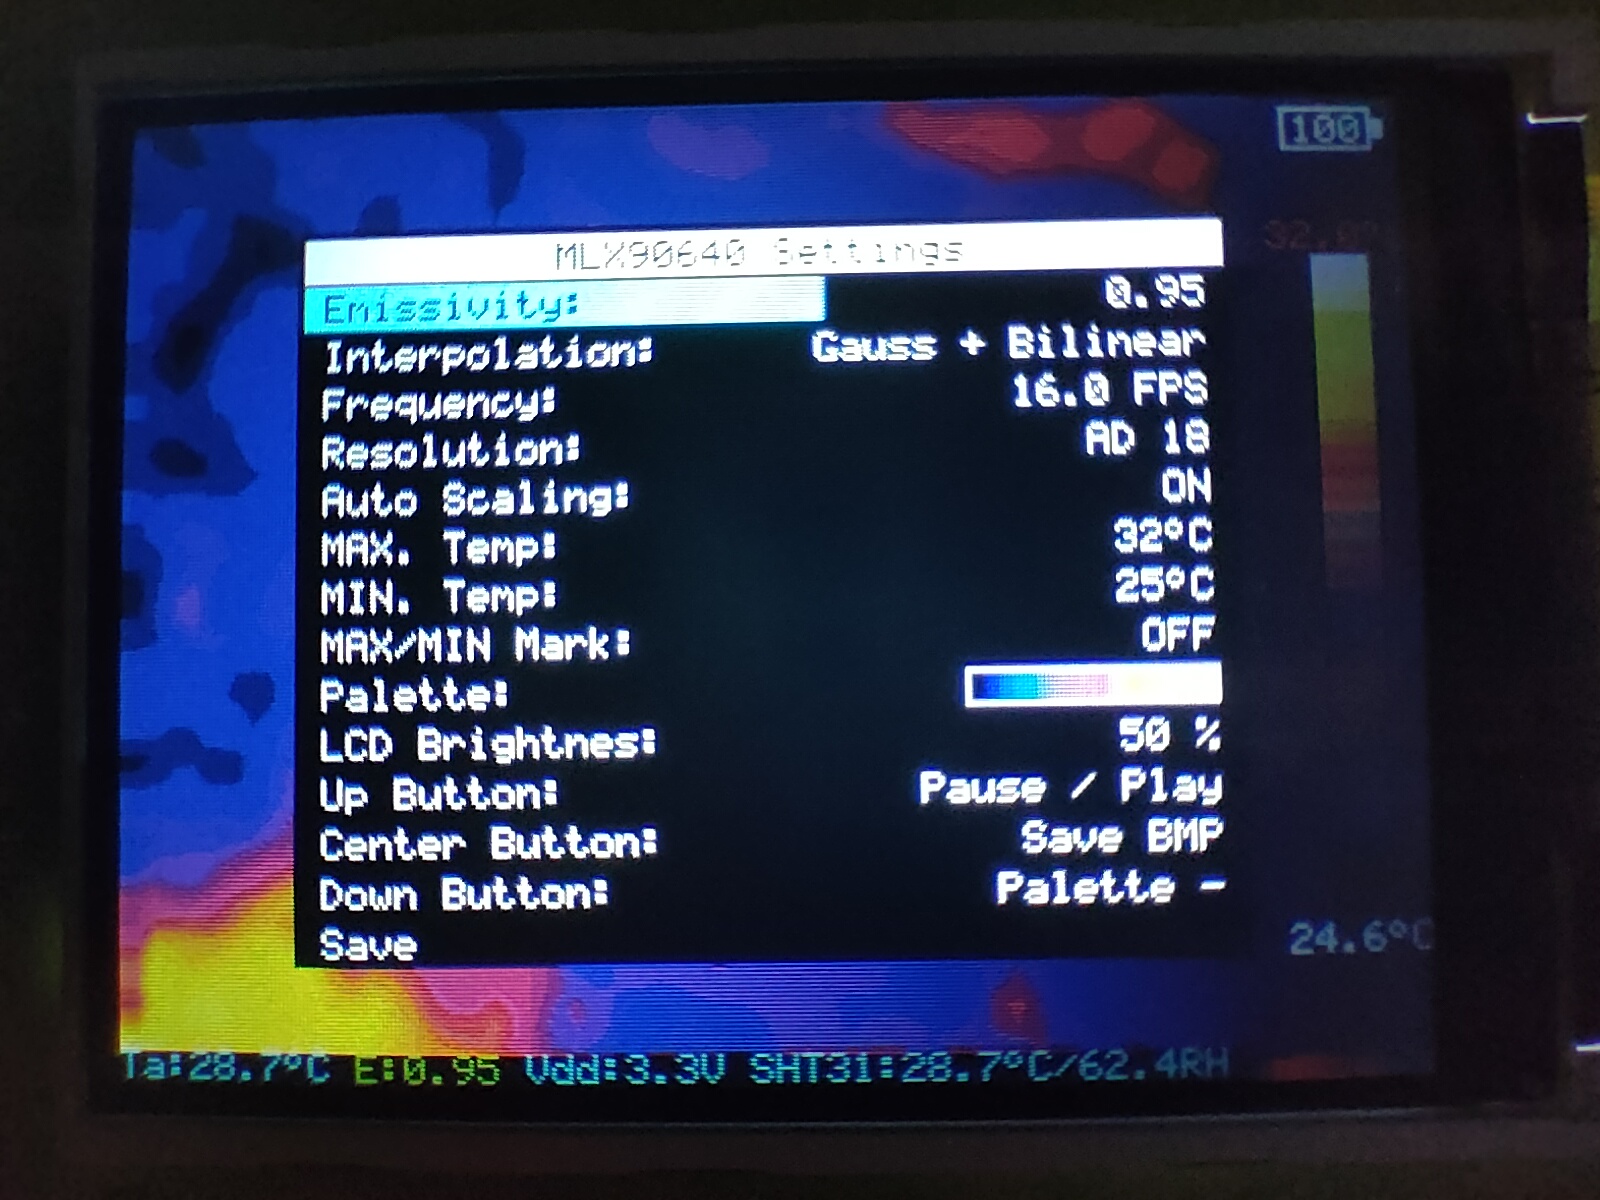 100
MLX90640 Settings
Emissivity: 0.95
Interpolation: Gauss + Bilinear
Frequency: 16.0 FPS
Resolution: AD 18
Auto Scaling: ON
MAX. Temp: 32°C
MIN. Temp: 25°C
MAX/MIN Mark: OFF
Palette:
LCD Brightnes: 50 %
Up Button: Pause / Play
Center Button: Save BMP
Down Button: Palette -
Save
24.6°C
Ta:28.7°C E:0.95 Vdd:3.3V SHT31:28.7°C/62.4RH